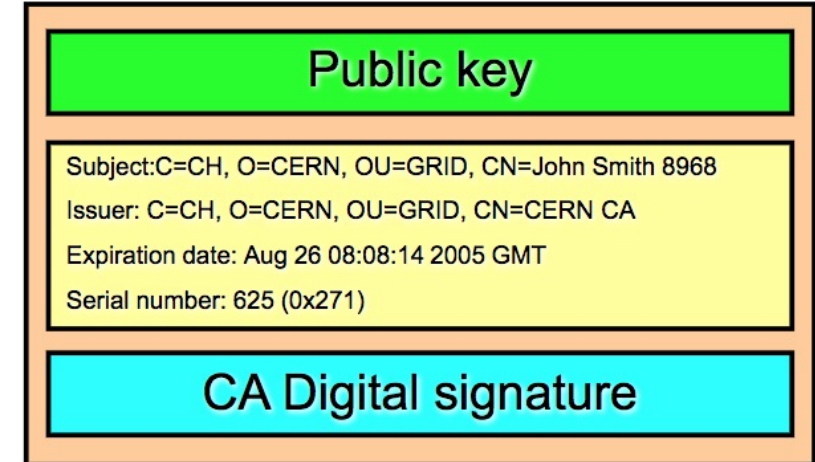 Public key
Subject:C=CH, O=CERN, OU=GRID, CN=John Smith 8968
Issuer: C=CH, O=CERN, OU=GRID, CN=CERN CA
Expiration date: Aug 26 08:08:14 2005 GMT
Serial number: 625 (0x271)
CA Digital signature